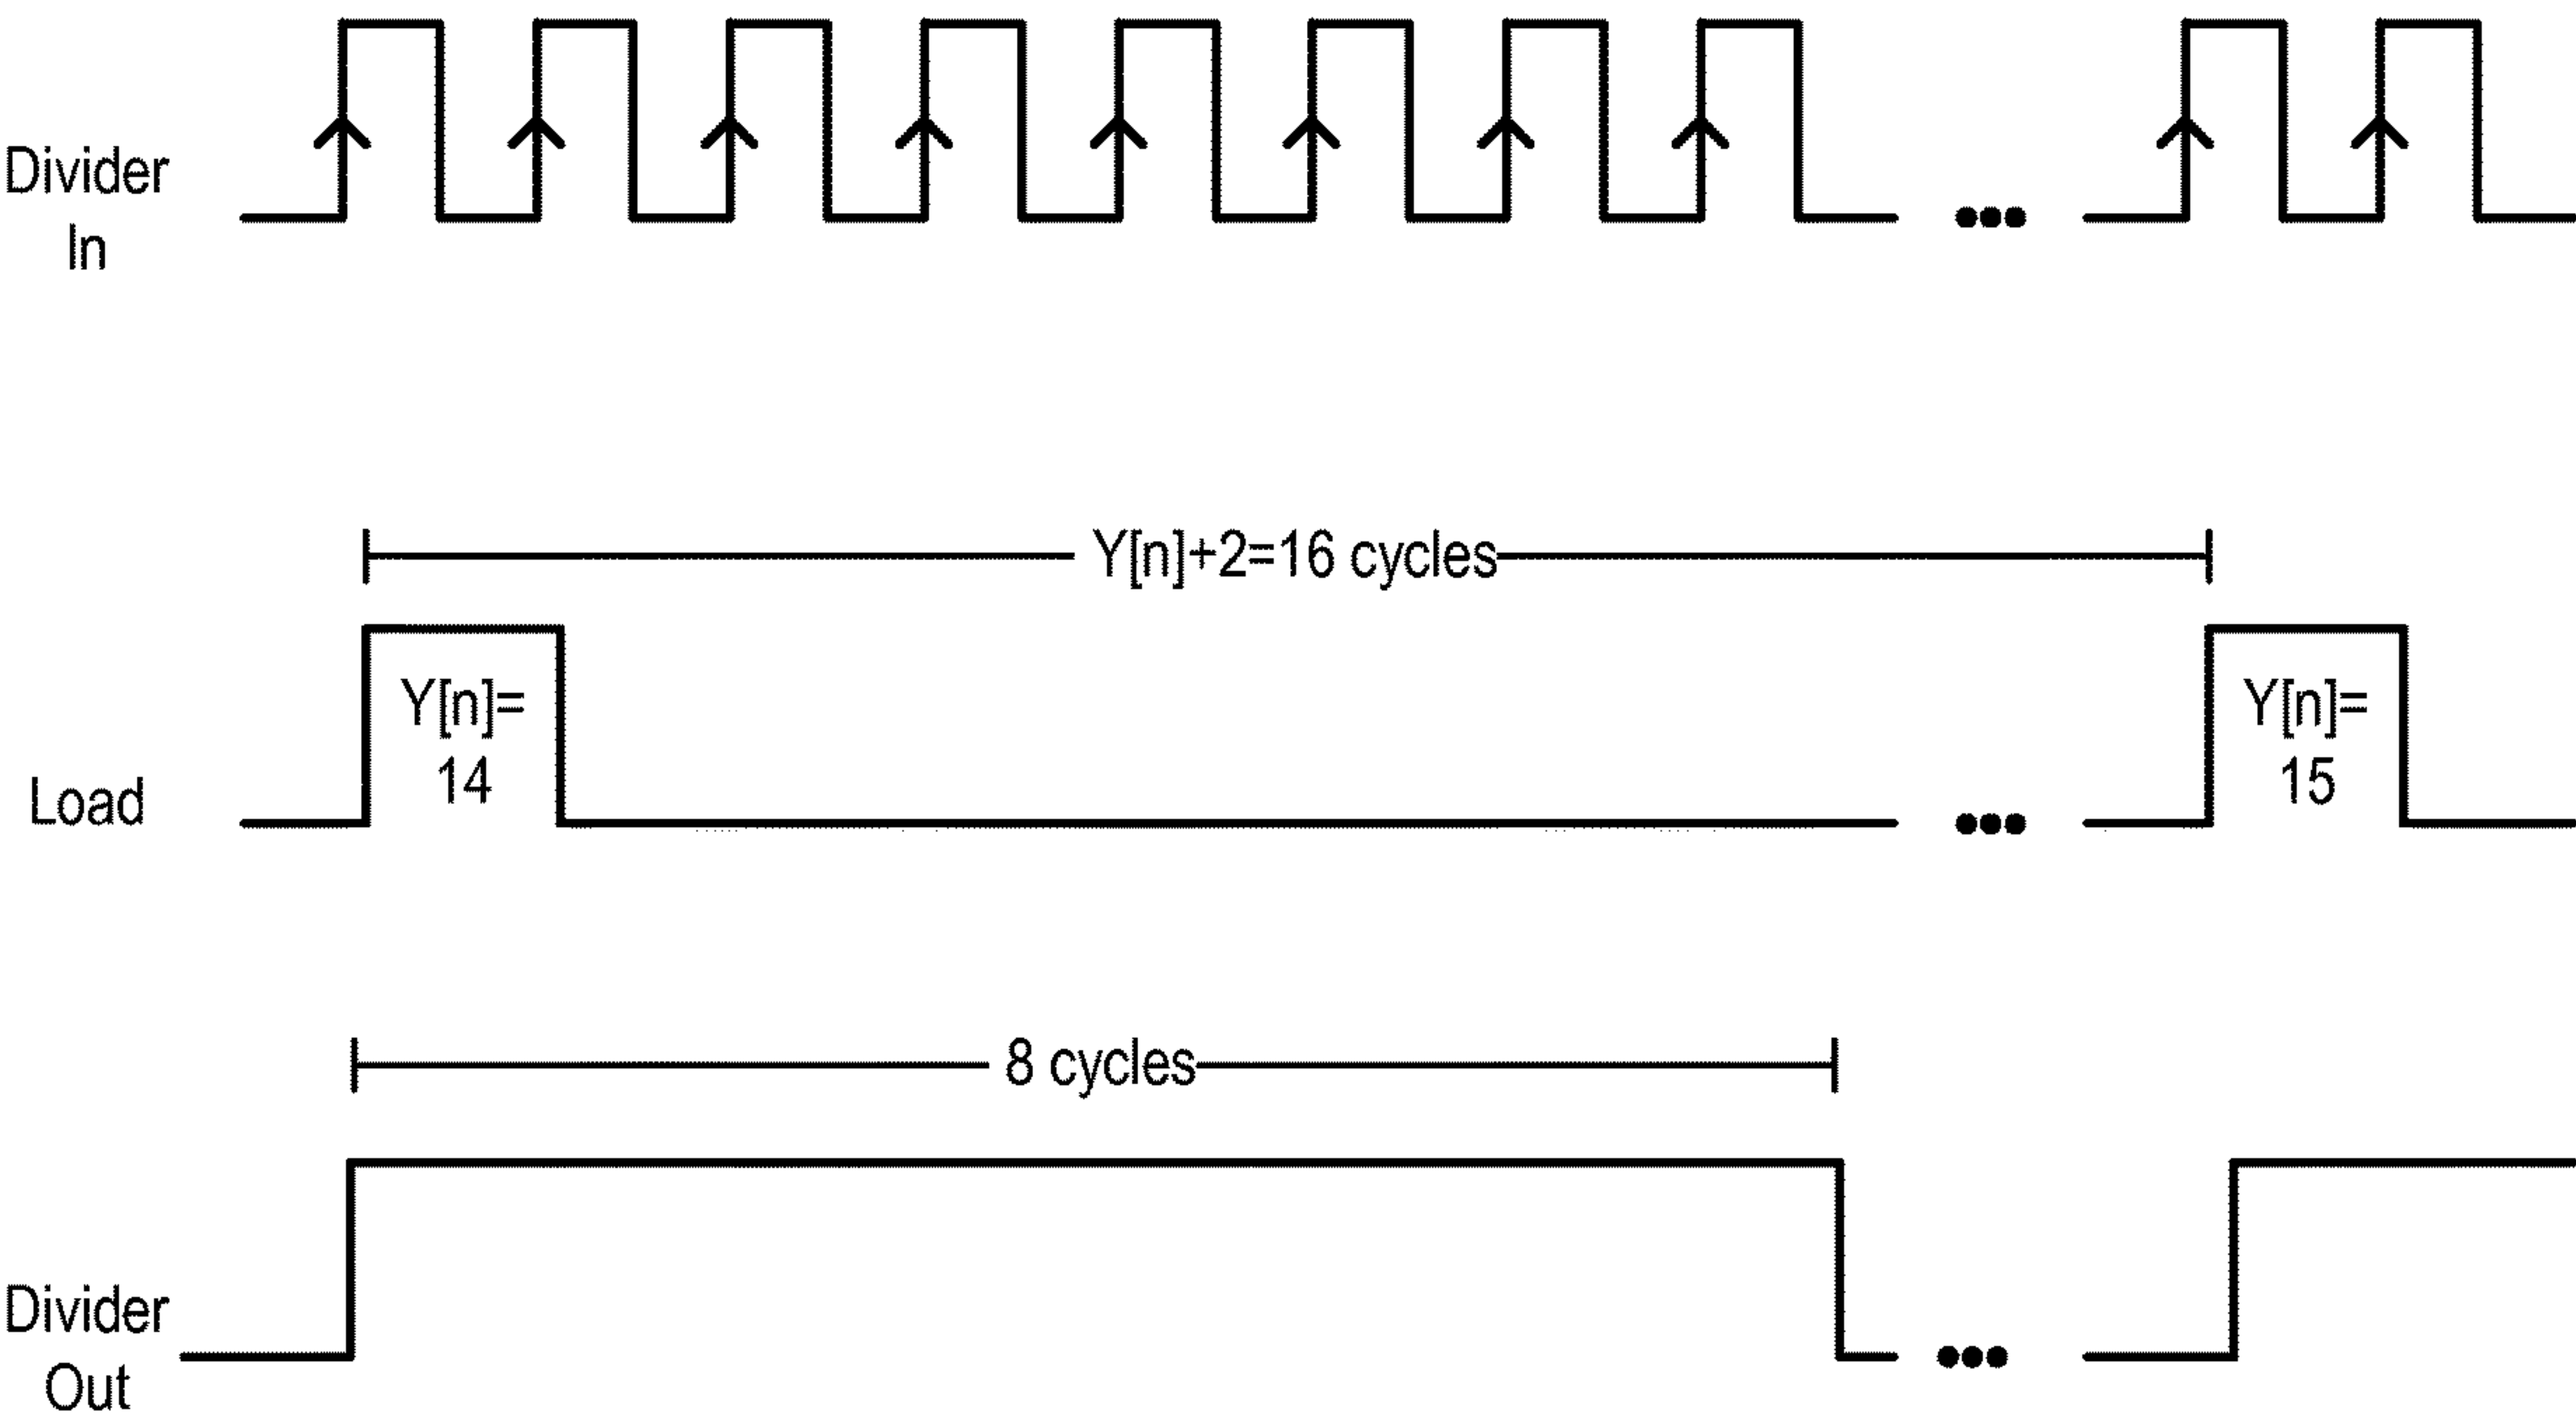 Divider
In
Y[n]+2=16 cycles
Y[n]=
14
Y[n]=
15
Load
8 cycles
Divider
Out